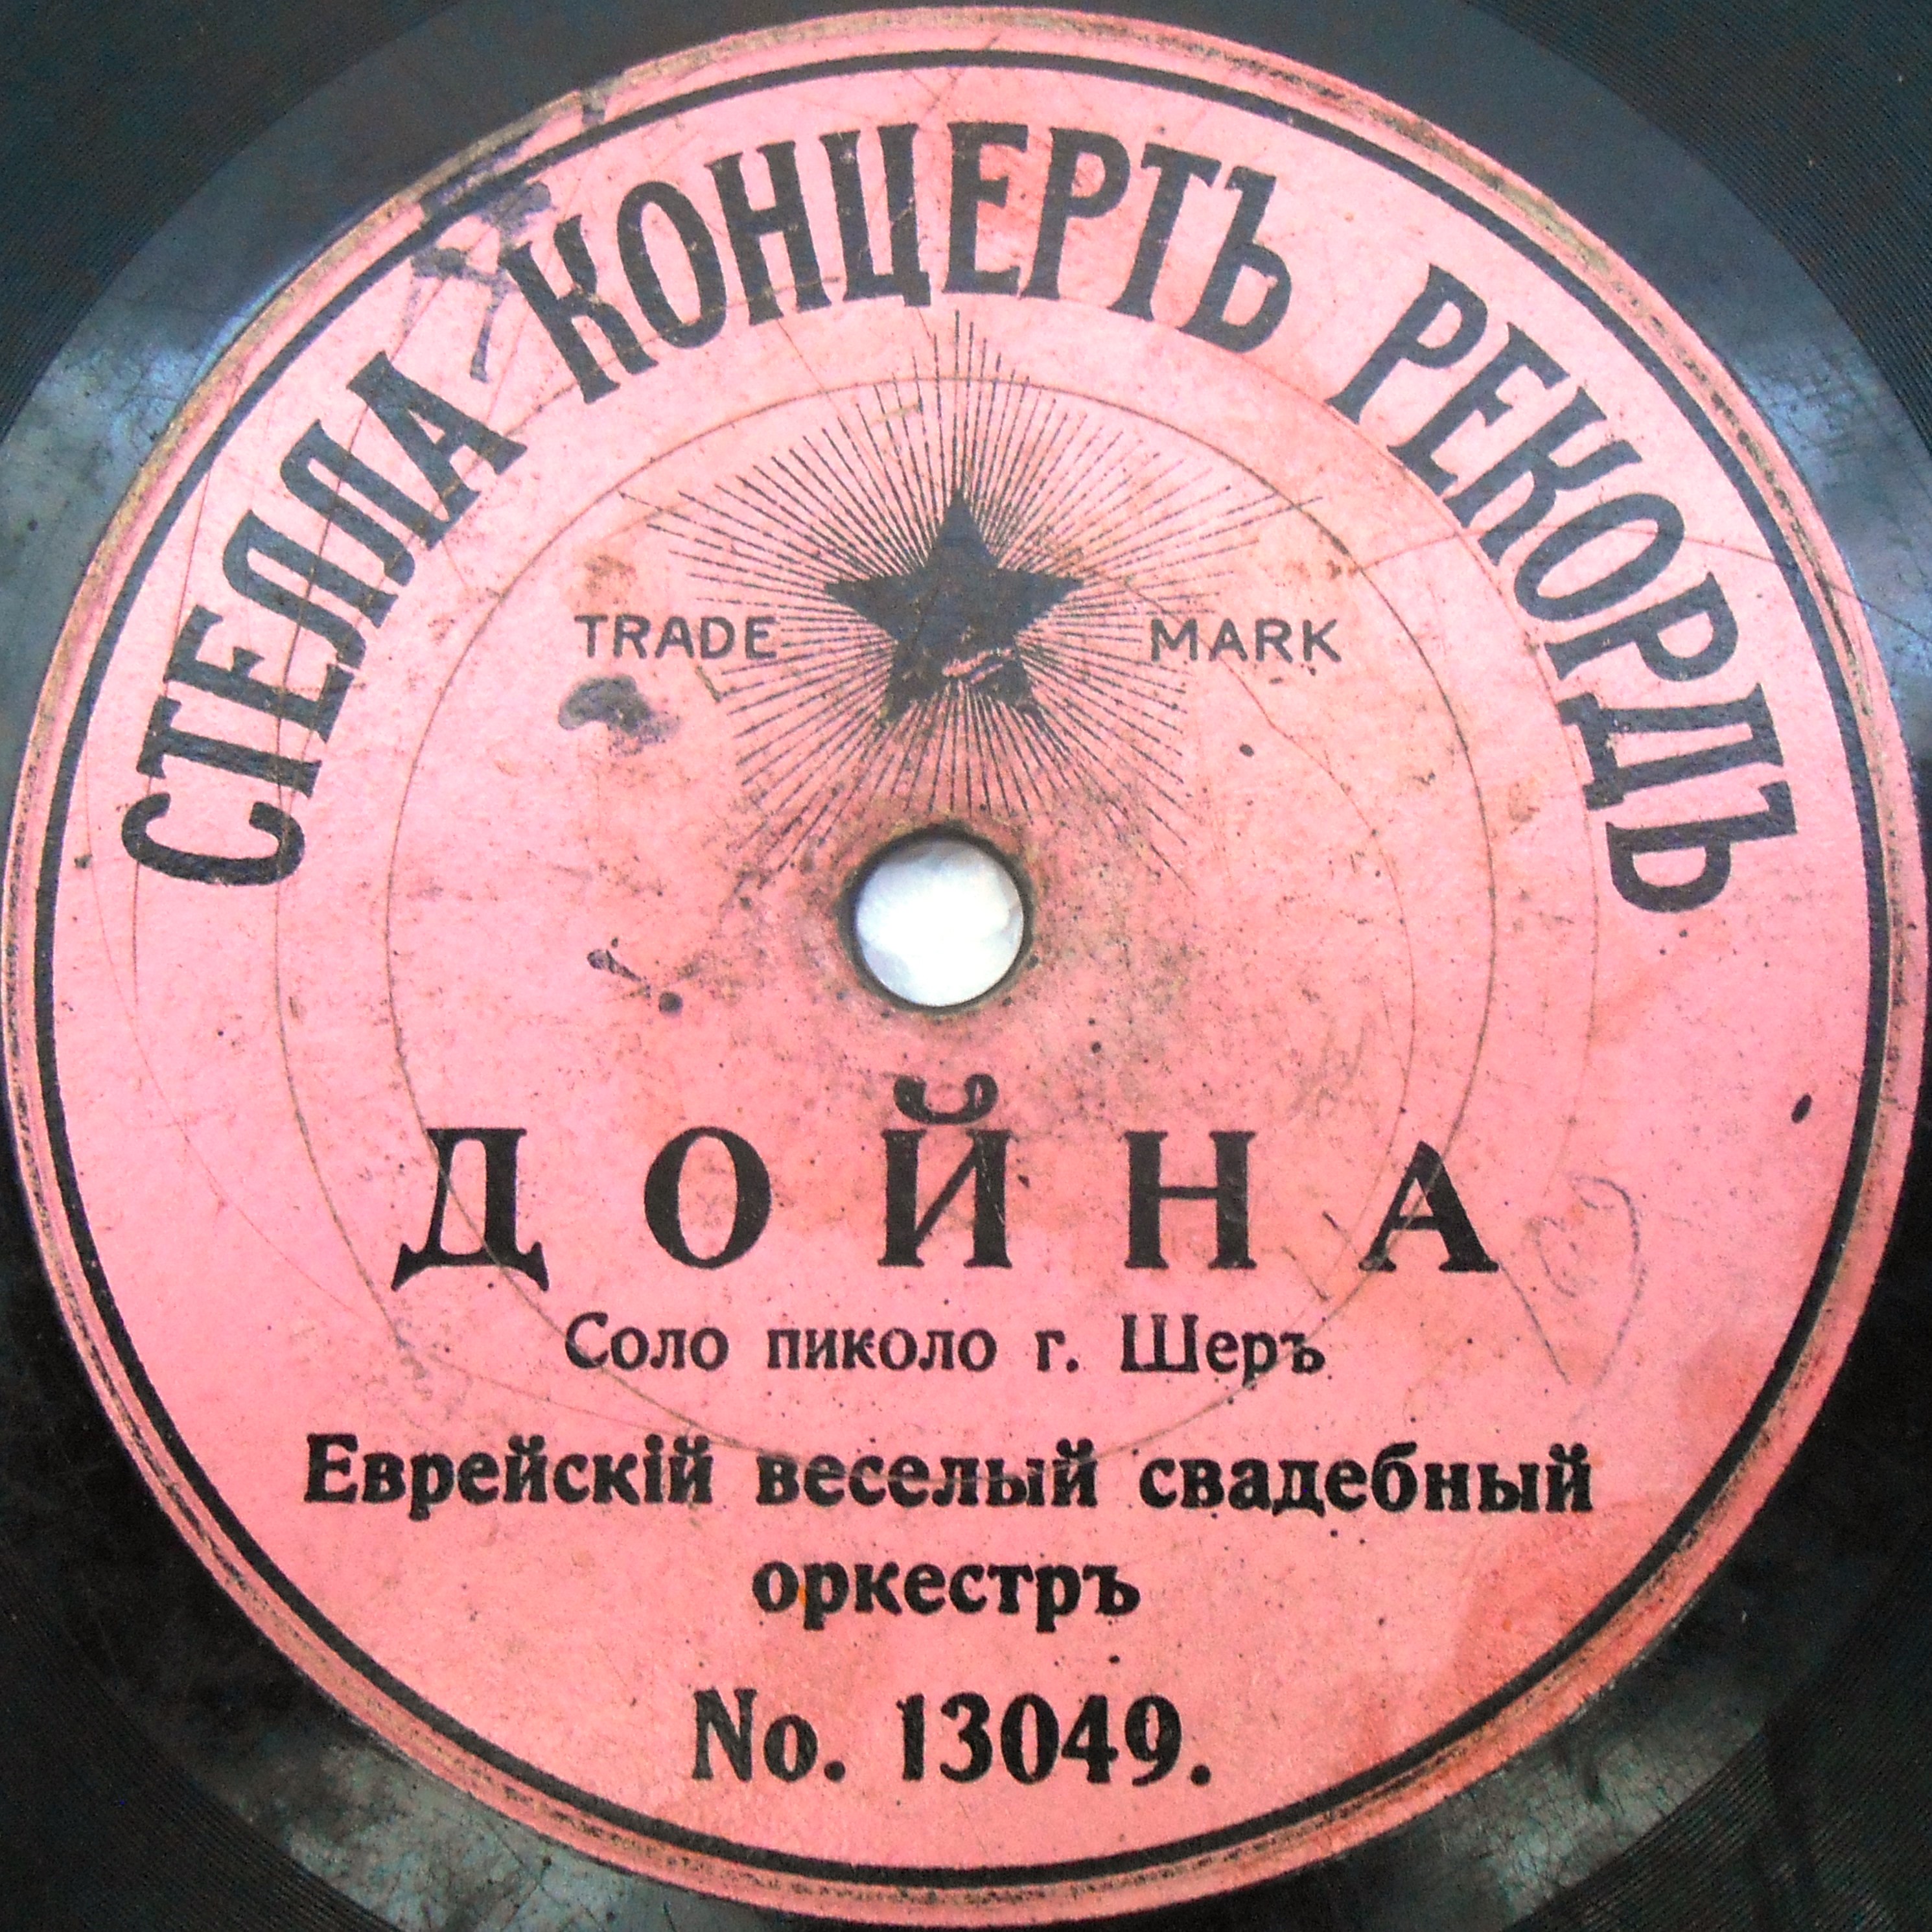 СТЕЛЛА КОНЦЕРТЪ РЕКОРДЪ
TRADE MARK
ДОЙНА
Соло пиколо г. Шеръ
Еврейскій веселый свадебный
оркестръ
No. 13049.